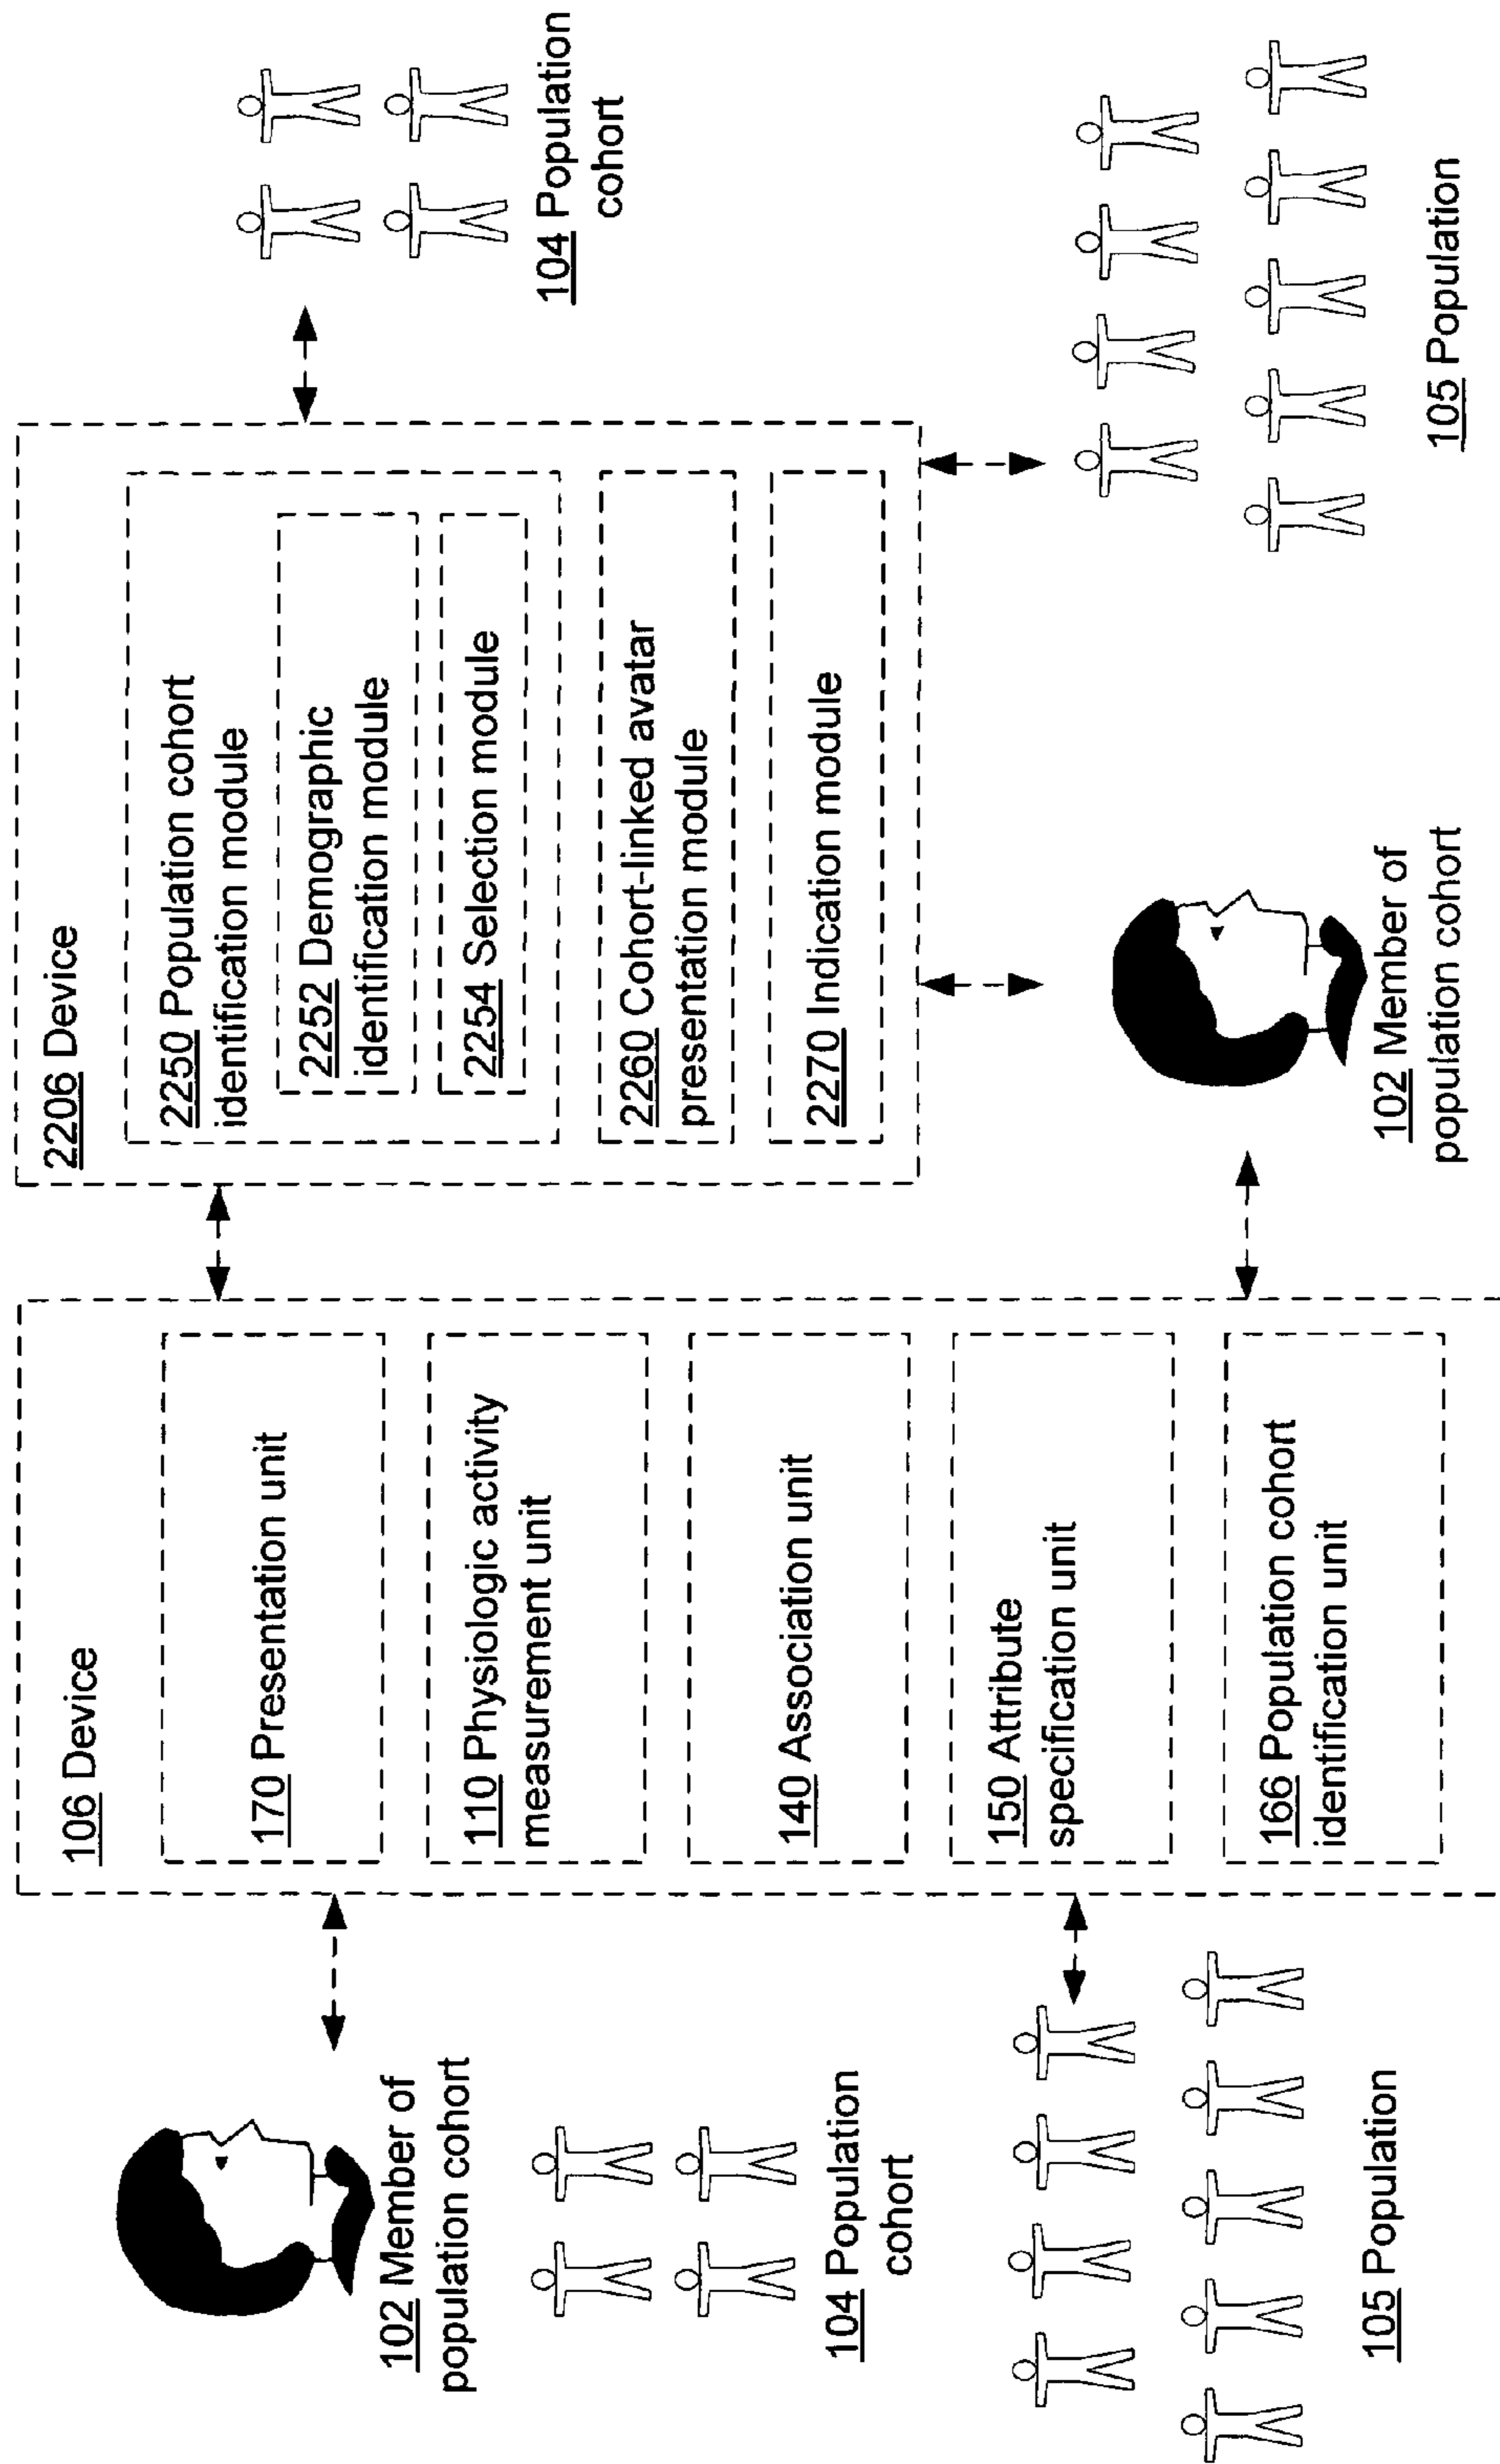 102 Member of
population cohort
104 Population
cohort
105 Population
106 Device
170 Presentation unit
110 Physiologic activity
measurement unit
140 Association unit
150 Attribute
specification unit
166 Population cohort
identification unit
2206 Device
2250 Population cohort
identification module
2252 Demographic
identification module
2254 Selection module
2260 Cohort-linked avatar
presentation module
2270 Indication module
102 Member of
population cohort
104 Population
cohort
105 Population